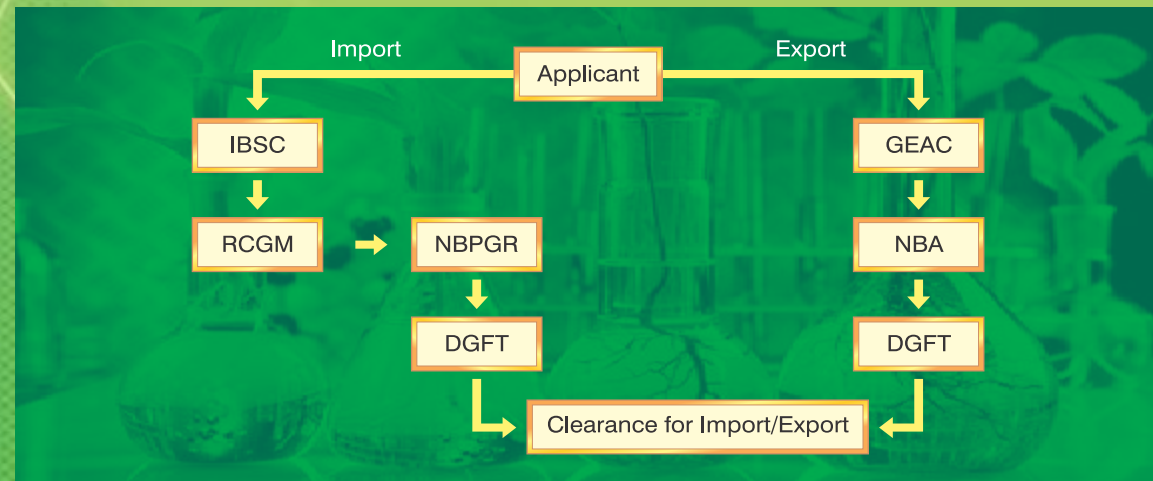 Import
Applicant
Export
IBSC
GEAC
RCGM
NBPGR
NBA
DGFT
DGFT
Clearance for Import/Export